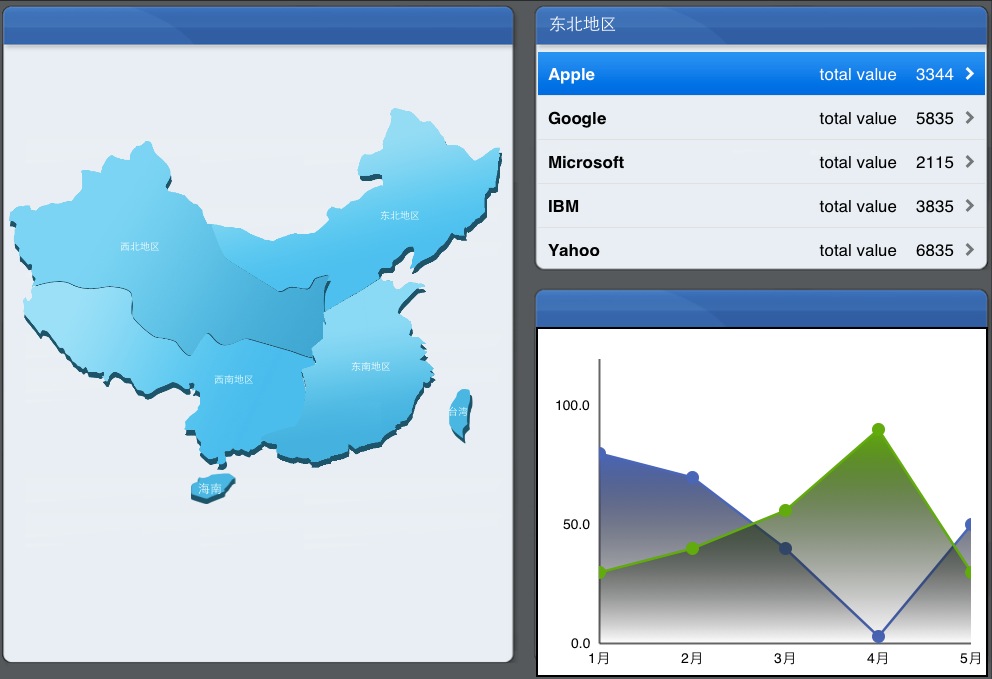 东北地区
西北地区
东南地区
西南地区
台湾
海南
东北地区
Apple total value 3344
Google total value 5835
Microsoft total value 2115
IBM total value 3835
Yahoo total value 6835
100.0
50.0
0.0
1月 2月 3月 4月 5月